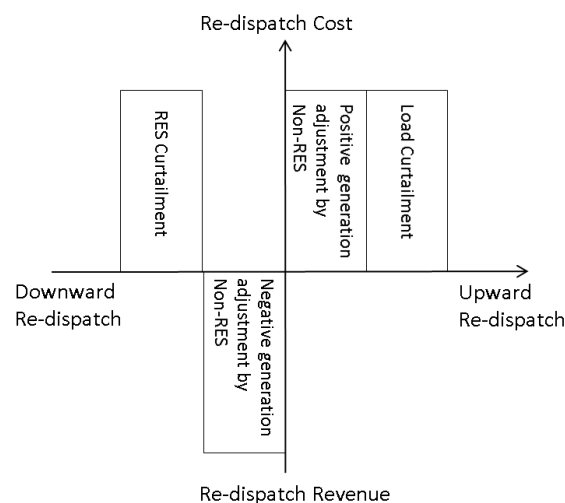 Re-dispatch Cost
RES Curtailment
Positive generation
adjustment by
Non-RES
Load Curtailment
Downward
Re-dispatch
Upward
Re-dispatch
Negative generation
adjustment by
Non-RES
Re-dispatch Revenue